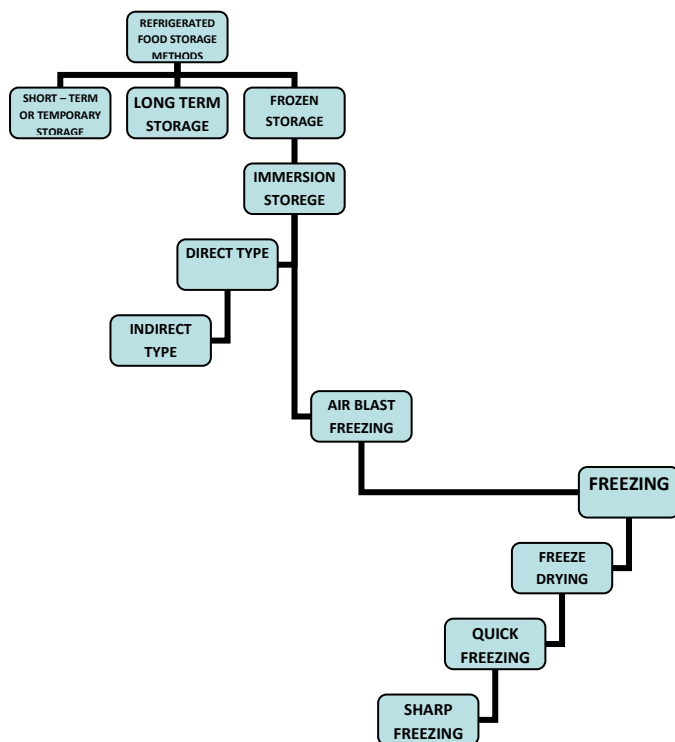 REFRIGERATED
FOOD STORAGE
METHODS
SHORT – TERM
OR TEMPORARY
STORAGE
LONG TERM
STORAGE
FROZEN
STORAGE
IMMERSION
STOREGE
DIRECT TYPE
INDIRECT
TYPE
AIR BLAST
FREEZING
FREEZING
FREEZE
DRYING
QUICK
FREEZING
SHARP
FREEZING